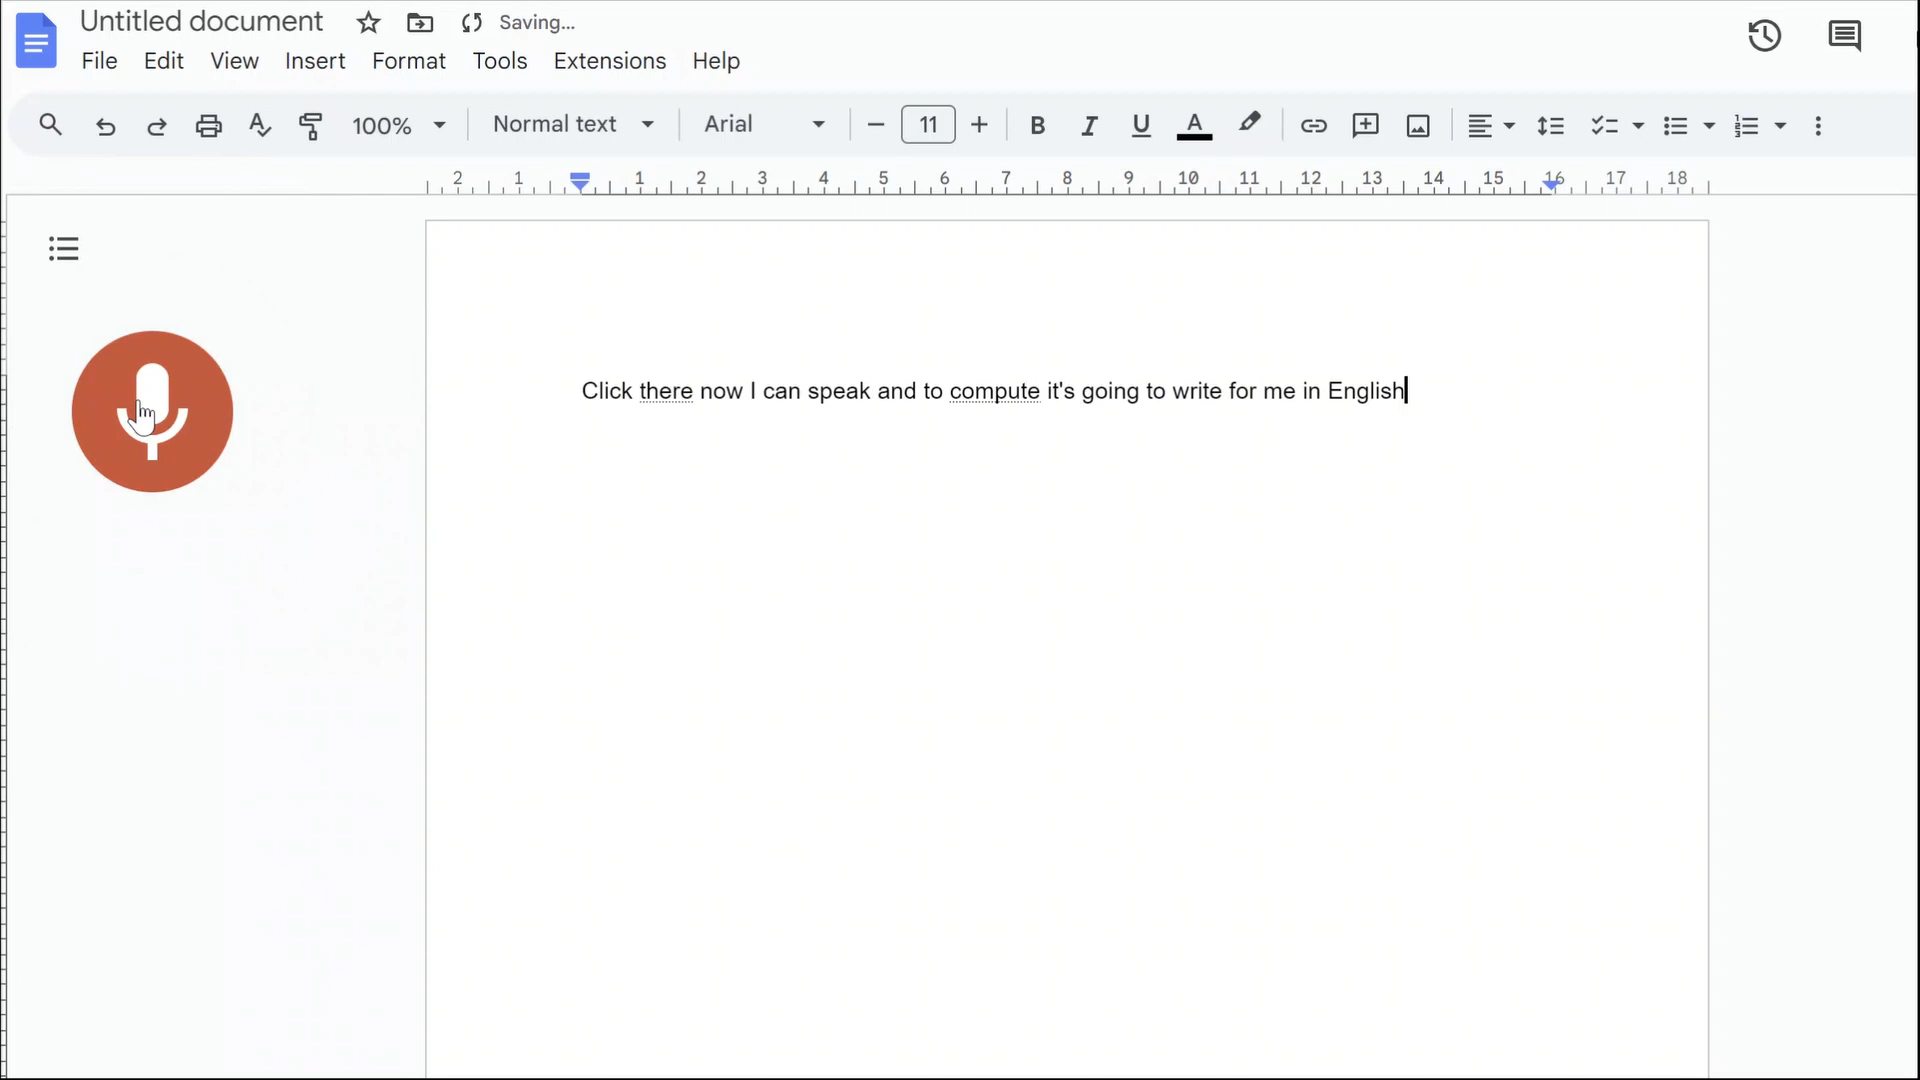 Untitled document Saving...
File Edit View Insert Format Tools Extensions Help
100% Normal text Arial 11 B I U A
2 1 1 2 3 4 5 6 7 8 9 10 11 12 13 14 15 16 17 18
Click there now I can speak and to compute it's going to write for me in English